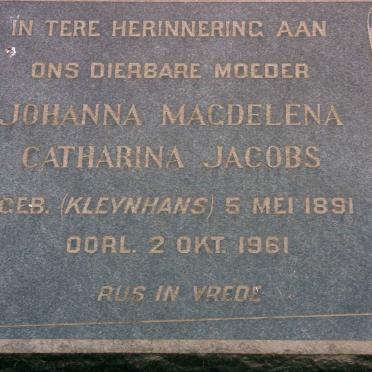 IN TERE HERINNERING AAN
ONS DIERBARE MOEDER
JOHANNA MAGDELENA
CATHARINA JACOBS
GEB. (KLEYNHANS) 5 MEI 1891
OORL. 2 OKT. 1961
RUS IN VREDE